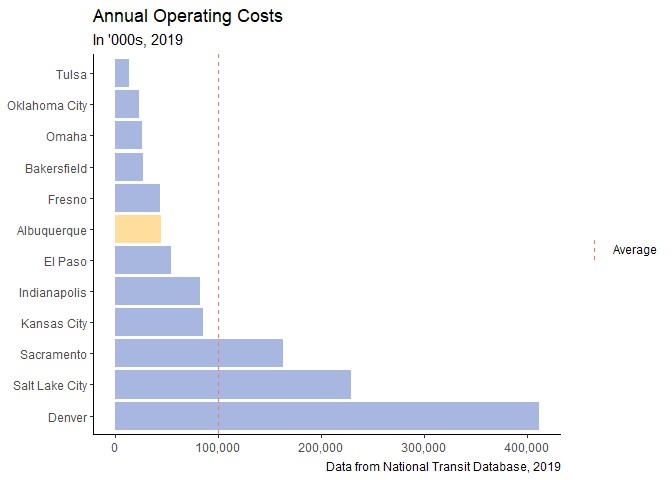 Annual Operating Costs
In '000s, 2019
Tulsa
Oklahoma City
Omaha
Bakersfield
Fresno
Albuquerque
El Paso
Indianapolis
Kansas City
Sacramento
Salt Lake City
Denver
0 100,000 200,000 300,000 400,000
Data from National Transit Database, 2019
Average